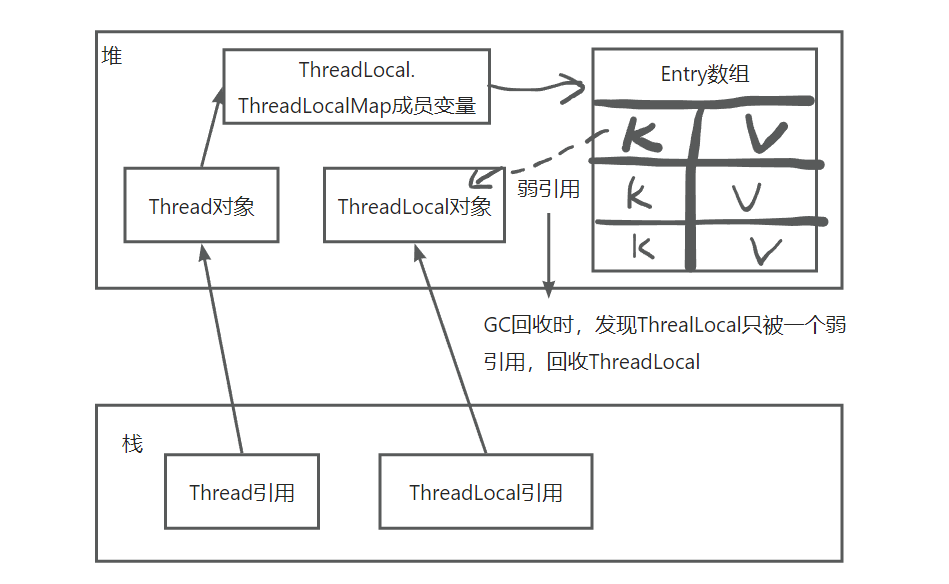 堆
ThreadLocal.
ThreadLocalMap成员变量
Entry数组
K V
Thread对象
ThreadLocal对象
弱引用
K V
K V
GC回收时，发现ThrealLocal只被一个弱
引用，回收ThreadLocal
栈
Thread引用
ThreadLocal引用